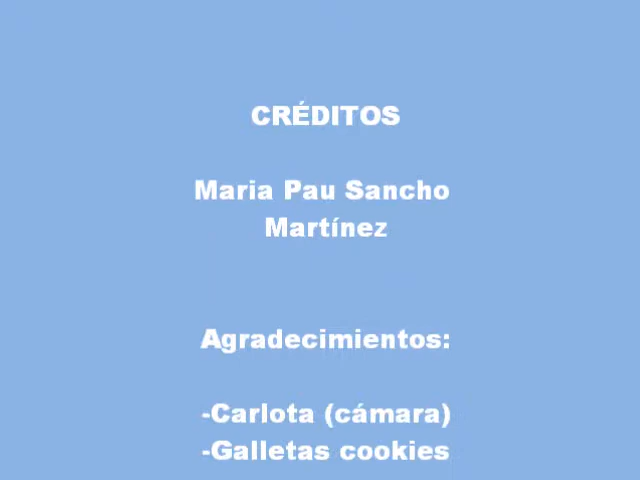 CRÉDITOS
Maria Pau Sancho
Martínez
Agradecimientos:
-Carlota (cámara)
-Galletas cookies